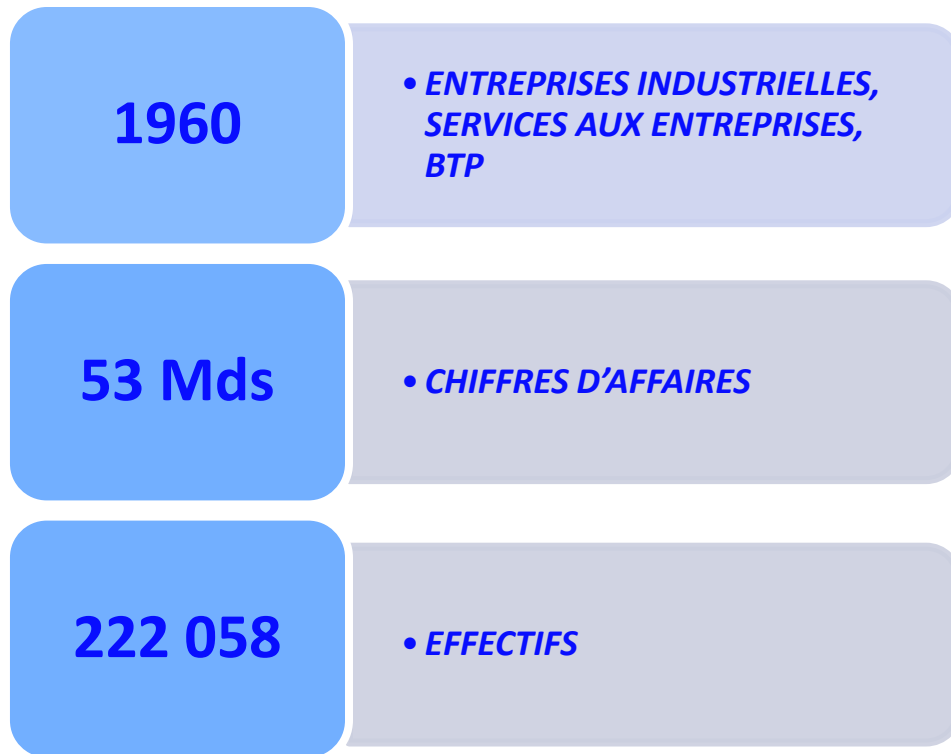 1960
• ENTREPRISES INDUSTRIELLES,
SERVICES AUX ENTREPRISES,
BTP
53 Mds
• CHIFFRES D’AFFAIRES
222 058
• EFFECTIFS